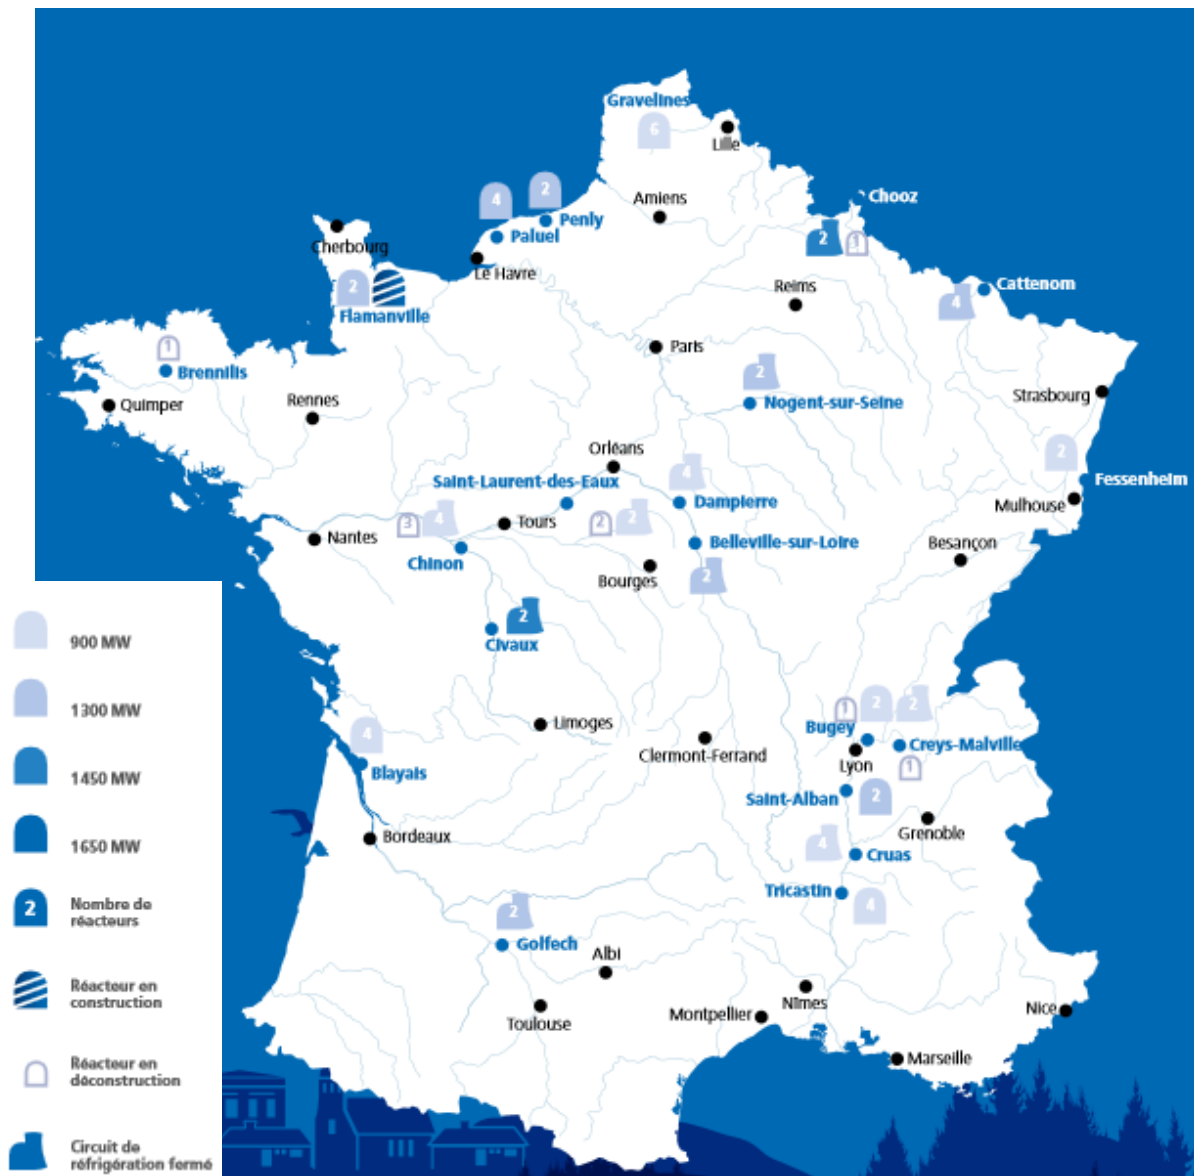 Gravelines
6
Lille
Chooz
2
1
Amiens
4
2
Penly
Paluel
Cherbourg
Le Havre
2
Flamanville
Reims
Cattenom
4
Paris
1
Brennilis
Quimper
Rennes
2
Nogent-sur-Seine
Strasbourg
2
Fessenheim
Mulhouse
Orléans
Saint-Laurent-des-Eaux
4
Dampierre
3
4
Tours
2
2
Nantes
Chinon
Belleville-sur-Loire
Besançon
Bourges
2
2
Civaux
Limoges
Clermont-Ferrand
1
2
2
Bugey
Creys-Malville
Lyon
1
4
Blayais
Saint-Alban
2
Grenoble
Bordeaux
4
Cruas
Tricastin
4
2
Golfech
Albi
Toulouse
Nîmes
Montpellier
Nice
Marseille
900 MW
1300 MW
1450 MW
1650 MW
2
Nombre de
réacteurs
Réacteur en
construction
Réacteur en
déconstruction
Circuit de
réfrigération fermé